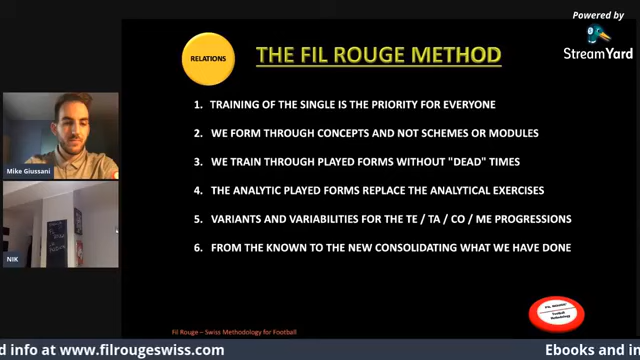 Powered by
StreamYard
RELATIONS
THE FIL ROUGE METHOD
1. TRAINING OF THE SINGLE IS THE PRIORITY FOR EVERYONE
2. WE FORM THROUGH CONCEPTS AND NOT SCHEMES OR MODULES
3. WE TRAIN THROUGH PLAYED FORMS WITHOUT "DEAD" TIMES
4. THE ANALYTIC PLAYED FORMS REPLACE THE ANALYTICAL EXERCISES
5. VARIANTS AND VARIABILITIES FOR THE TE / TA / CO / ME PROGRESSIONS
6. FROM THE KNOWN TO THE NEW CONSOLIDATING WHAT WE HAVE DONE
Mike Giussani
NIK
Fil Rouge – Swiss Methodology for Football
d info at www.filrougeswiss.com
Ebooks and in